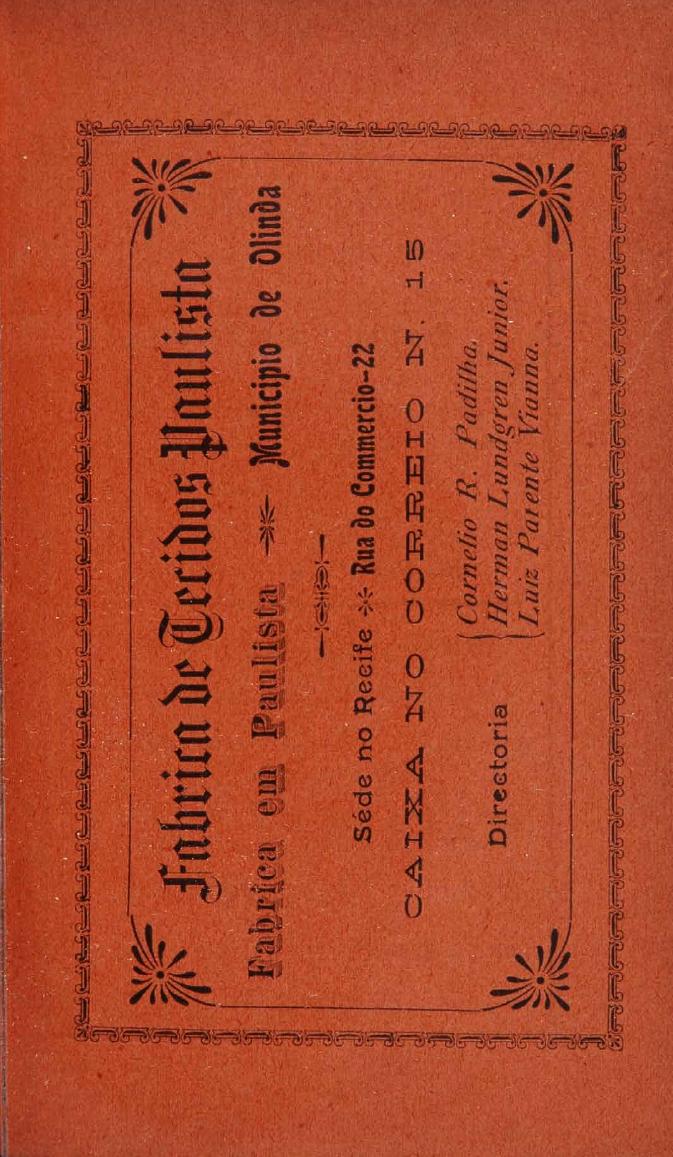 Fabrica de Tecidos Paulista
Fabrica em Paulista Municipio de Olinda
Séde no Recife Rua do Commercio-22
CAIXA NO CORREIO N. 15
Directoria
Cornelio R. Padilha.
Herman Lundgren Junior.
Luiz Parente Vianna.